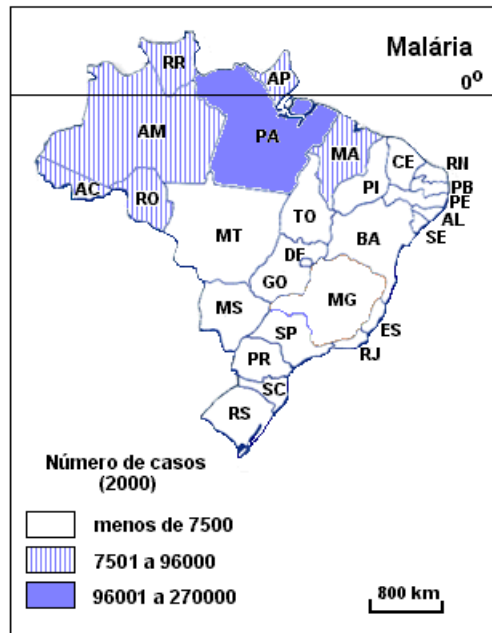 Malária
0º
RR
AP
AM
PA
MA
CE
RN
PB
PE
AL
SE
PI
AC
RO
TO
BA
MT
DF
GO
MG
MS
ES
SP
RJ
PR
SC
RS
Número de casos
(2000)
menos de 7500
7501 a 96000
96001 a 270000
800 km